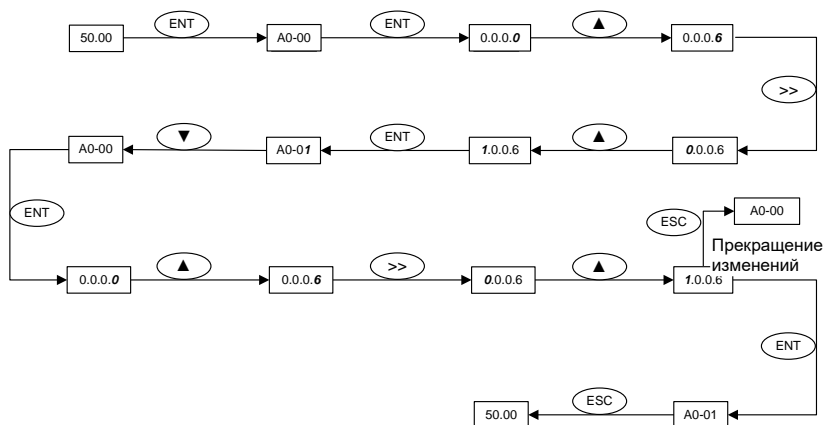 50.00 ENT A0-00 ENT 0.0.0.0 ▲ 0.0.0.6
>>
A0-00 ▼ A0-01 ENT 1.0.0.6 ▲ 0.0.0.6
ENT
ESC A0-00
Прекращение
изменений
0.0.0.0 ▲ 0.0.0.6 >> 0.0.0.6 ▲ 1.0.0.6
ENT
50.00 ESC A0-01